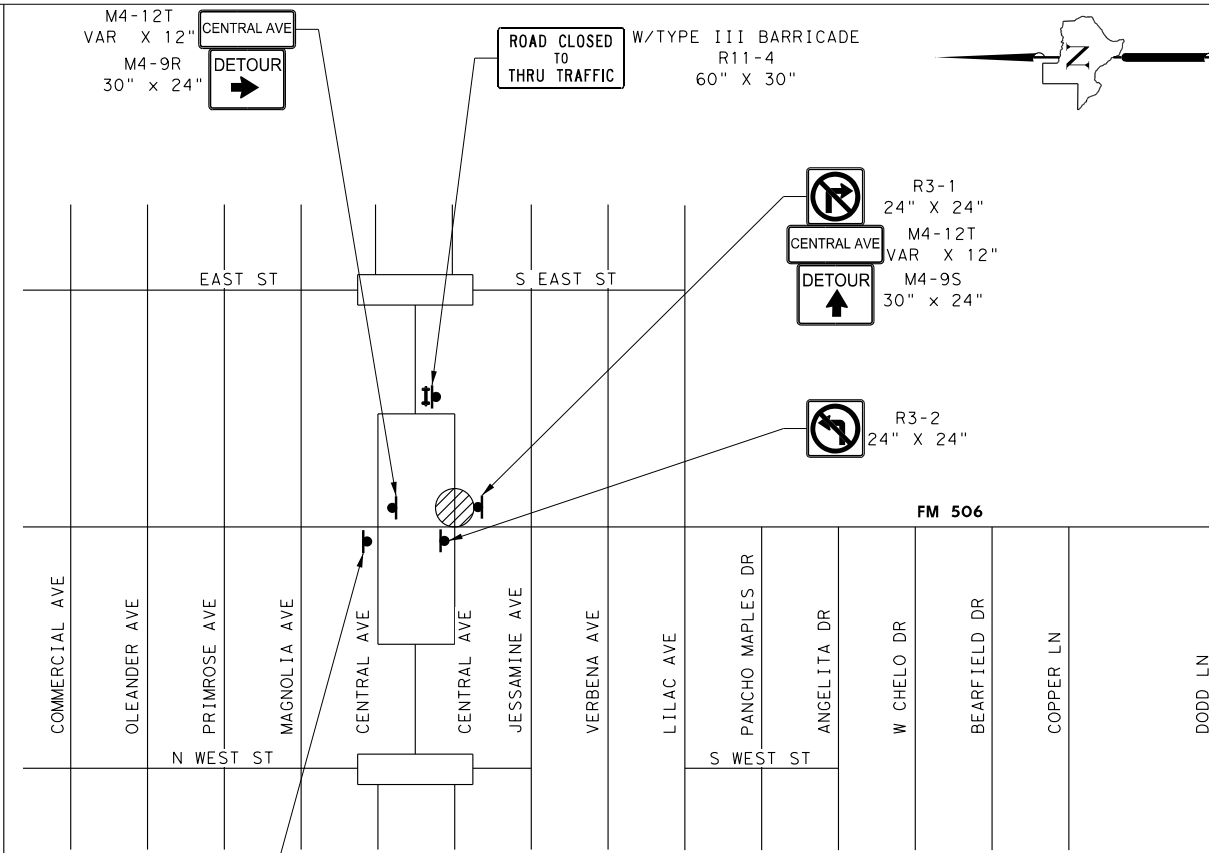 M4-12T
VAR X 12"
CENTRAL AVE
M4-9R
30" x 24"
DETOUR
ROAD CLOSED
TO
THRU TRAFFIC
W/TYPE III BARRICADE
R11-4
60" X 30"
N
R3-1
24" X 24"
CENTRAL AVE
M4-12T
VAR X 12"
DETOUR
M4-9S
30" x 24"
EAST ST
S EAST ST
R3-2
24" X 24"
FM 506
COMMERCIAL AVE
OLEANDER AVE
PRIMROSE AVE
MAGNOLIA AVE
CENTRAL AVE
CENTRAL AVE
JESSAMINE AVE
VERBENA AVE
LILAC AVE
PANCHO MAPLES DR
ANGELITA DR
W CHELO DR
BEARFIELD DR
COPPER LN
DODD LN
N WEST ST
S WEST ST